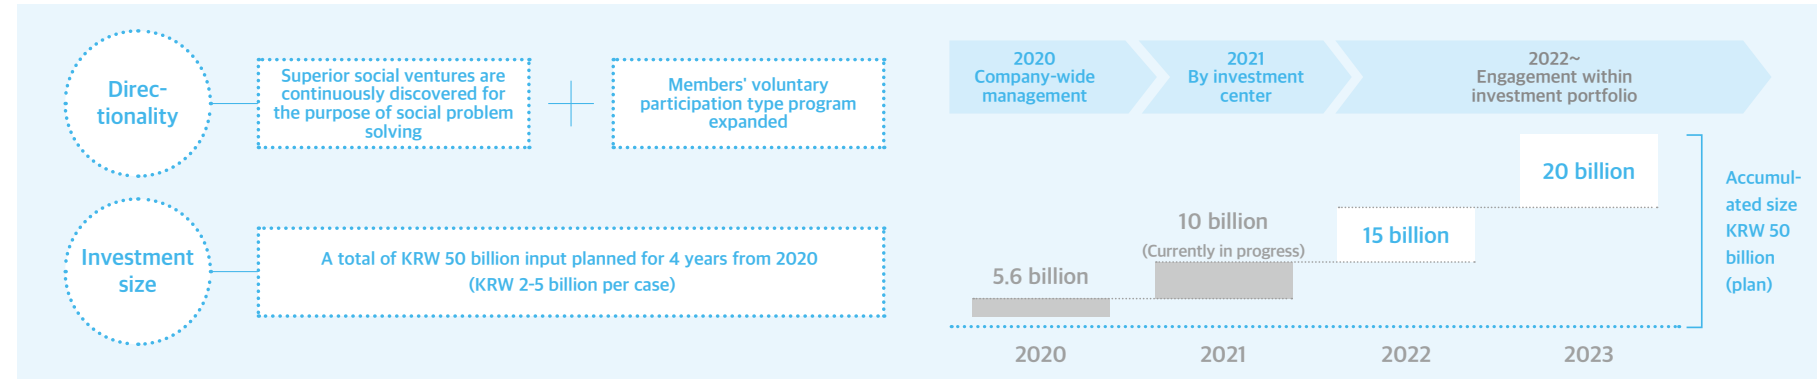 Direc-
tionality
Superior social ventures are
continuously discovered for
the purpose of social problem
solving
Members' voluntary
participation type program
expanded
Investment
size
A total of KRW 50 billion input planned for 4 years from 2020
(KRW 2-5 billion per case)
2020
Company-wide
management
2021
By investment
center
2022~
Engagement within
investment portfolio
5.6 billion
10 billion
(Currently in progress)
15 billion
20 billion
Accumul-
ated size
KRW 50
billion
(plan)
2020
2021
2022
2023